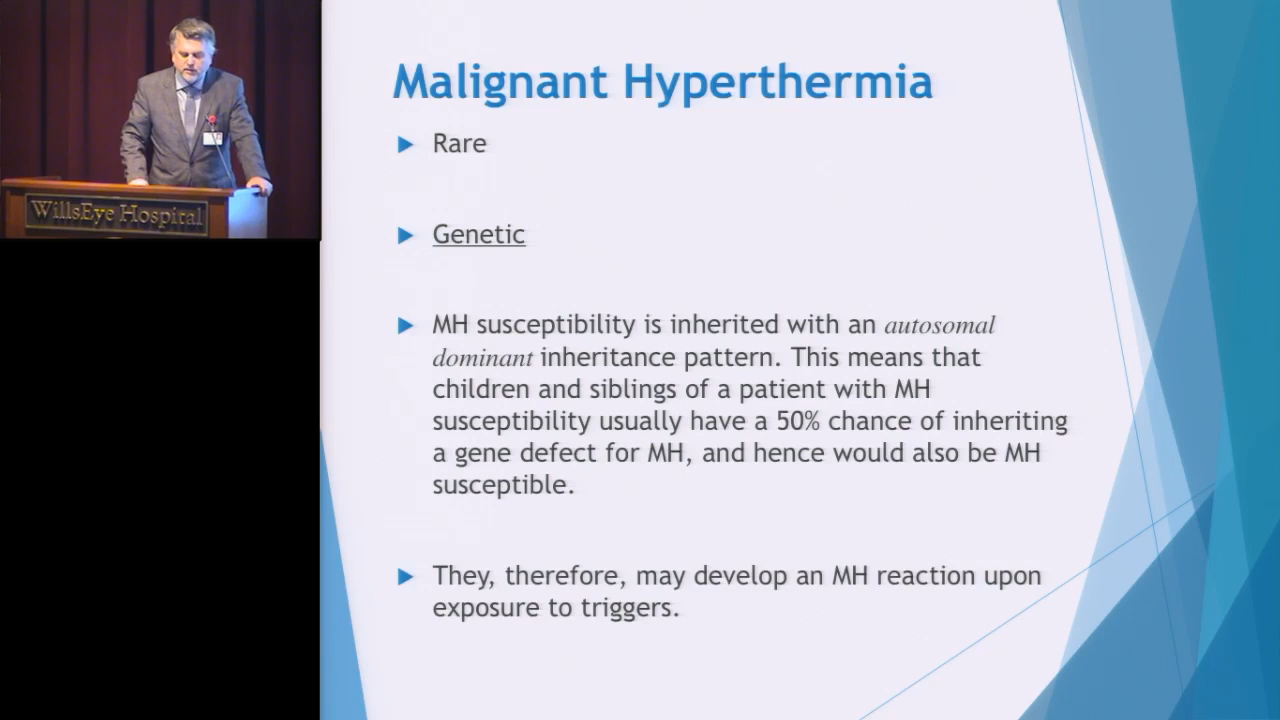 WillsEye Hospital
Malignant Hyperthermia
Rare
Genetic
MH susceptibility is inherited with an autosomal
dominant inheritance pattern. This means that
children and siblings of a patient with MH
susceptibility usually have a 50% chance of inheriting
a gene defect for MH, and hence would also be MH
susceptible.
They, therefore, may develop an MH reaction upon
exposure to triggers.